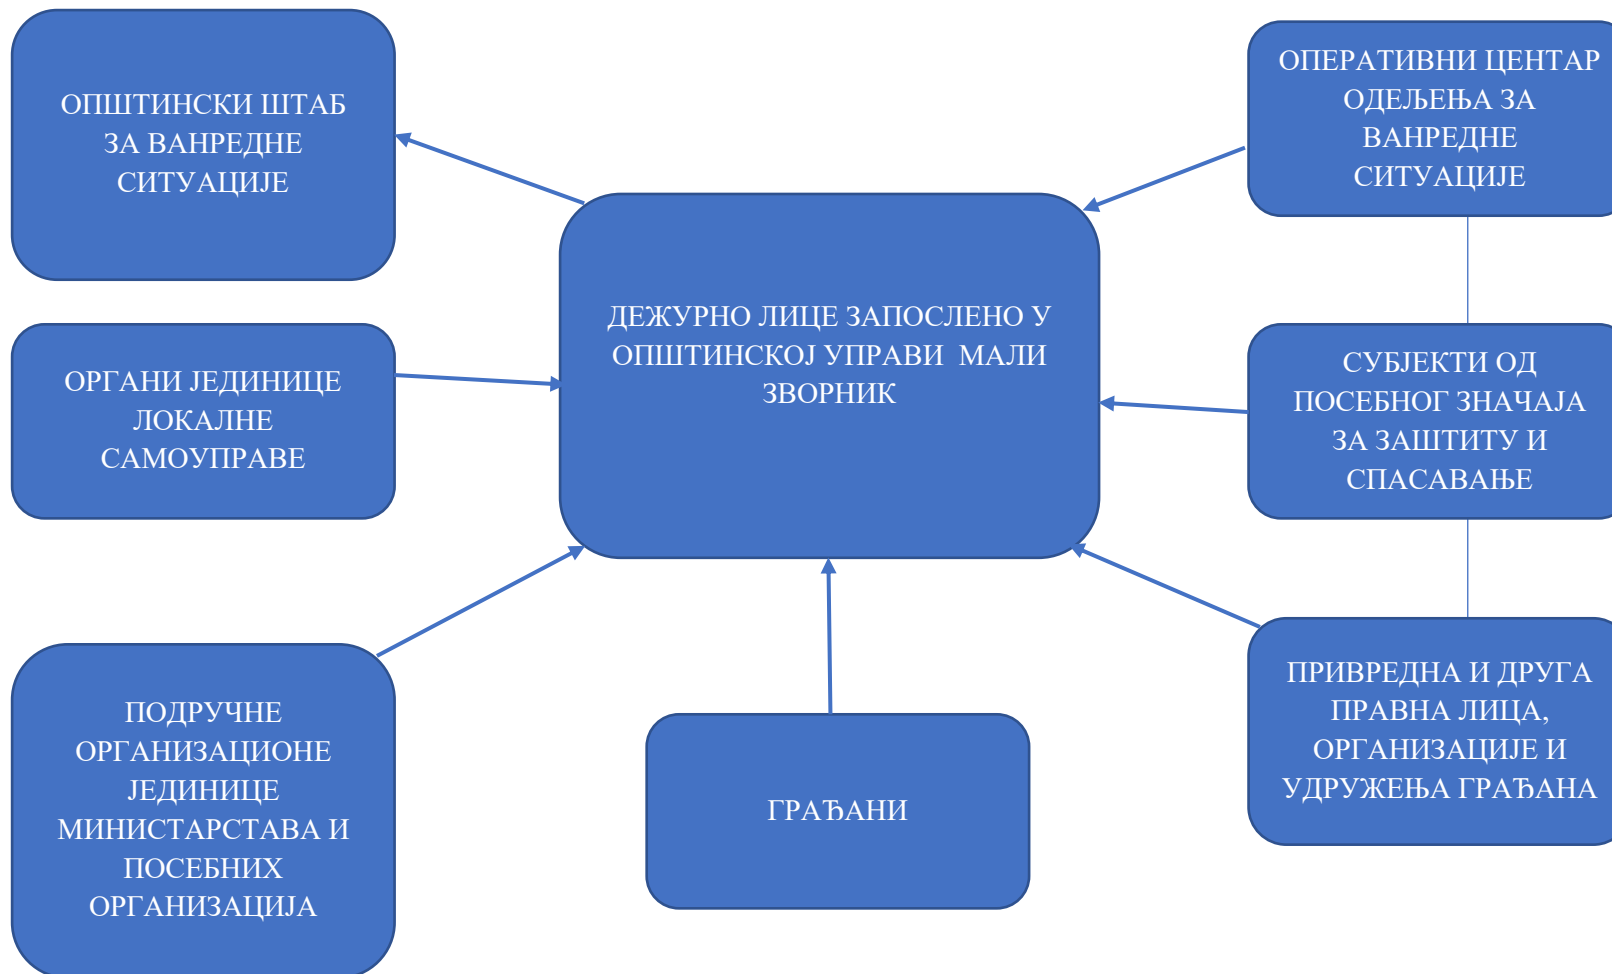 ОПШТИНСКИ ШТАБ
ЗА ВАНРЕДНЕ
СИТУАЦИЈЕ
ОПЕРАТИВНИ ЦЕНТАР
ОДЕЉЕЊА ЗА
ВАНРЕДНЕ
СИТУАЦИЈЕ
ДЕЖУРНО ЛИЦЕ ЗАПОСЛЕНО У
ОПШТИНСКОЈ УПРАВИ  МАЛИ
ЗВОРНИК
ОРГАНИ ЈЕДИНИЦЕ
ЛОКАЛНЕ
САМОУПРАВЕ
СУБЈЕКТИ ОД
ПОСЕБНОГ ЗНАЧАЈА
ЗА ЗАШТИТУ И
СПАСАВАЊЕ
ПОДРУЧНЕ
ОРГАНИЗАЦИОНЕ
ЈЕДИНИЦЕ
МИНИСТАРСТАВА И
ПОСЕБНИХ
ОРГАНИЗАЦИЈА
ГРАЂАНИ
ПРИВРЕДНА И ДРУГА
ПРАВНА ЛИЦА,
ОРГАНИЗАЦИЈЕ И
УДРУЖЕЊА ГРАЂАНА